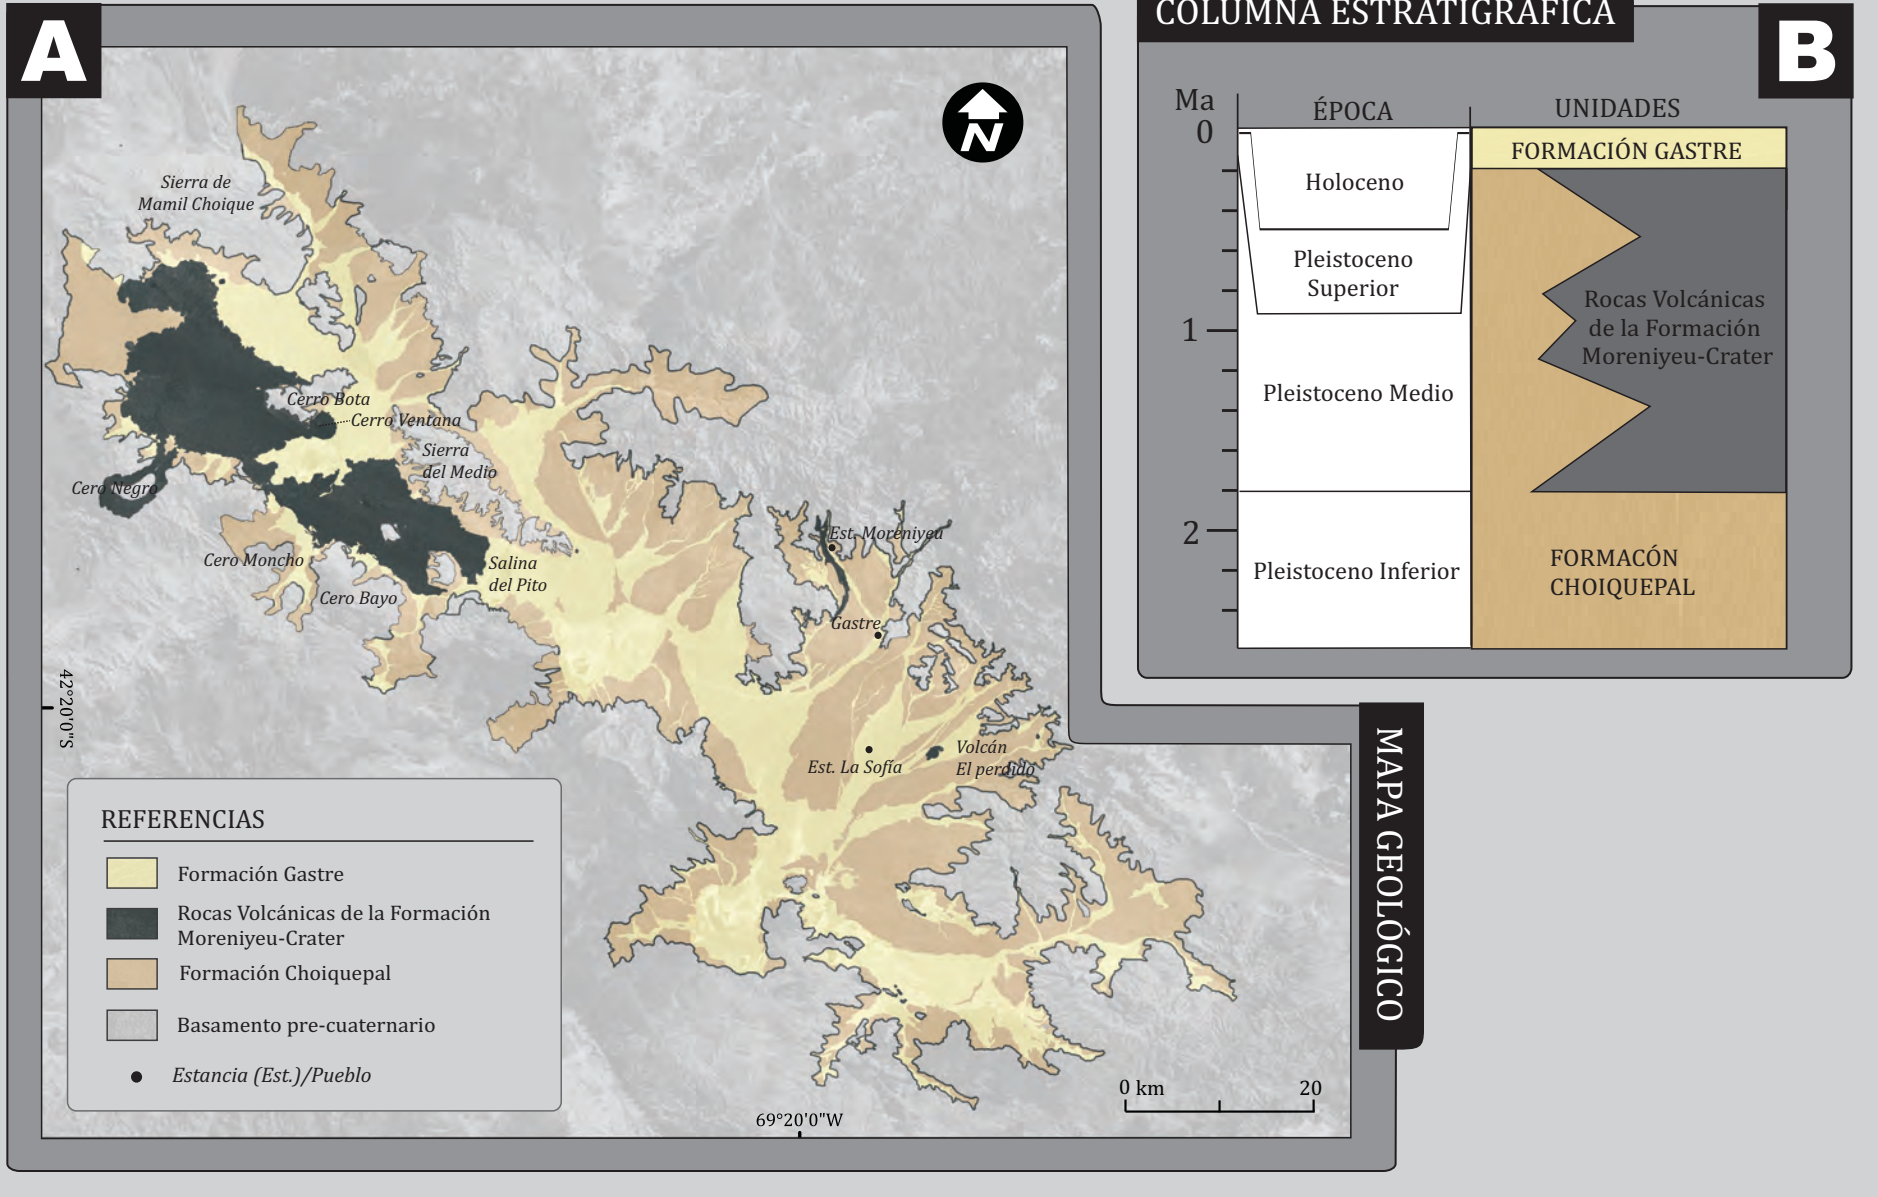 A
Sierra de
Mamil Choique
Cerro Bota
Cerro Ventana
Sierra
del Medio
Cero Negro
Cero Moncho
Cero Bayo
Salina
del Pito
Est. Moreniyeu
Gastre
Est. La Sofía
Volcán
El perdido
N
42°20'0"S
69°20'0"W
0 km 20
REFERENCIAS
Formación Gastre
Rocas Volcánicas de la Formación
Moreniyeu-Crater
Formación Choiquepal
Basamento pre-cuaternario
Estancia (Est.)/Pueblo
MAPA GEOLÓGICO
COLUMNA ESTRATIGRÁFICA
B
Ma
ÉPOCA
UNIDADES
0
1
2
Holoceno
Pleistoceno
Superior
Pleistoceno Medio
Pleistoceno Inferior
FORMACIÓN GASTRE
Rocas Volcánicas
de la Formación
Moreniyeu-Crater
FORMACÓN
CHOIQUEPAL